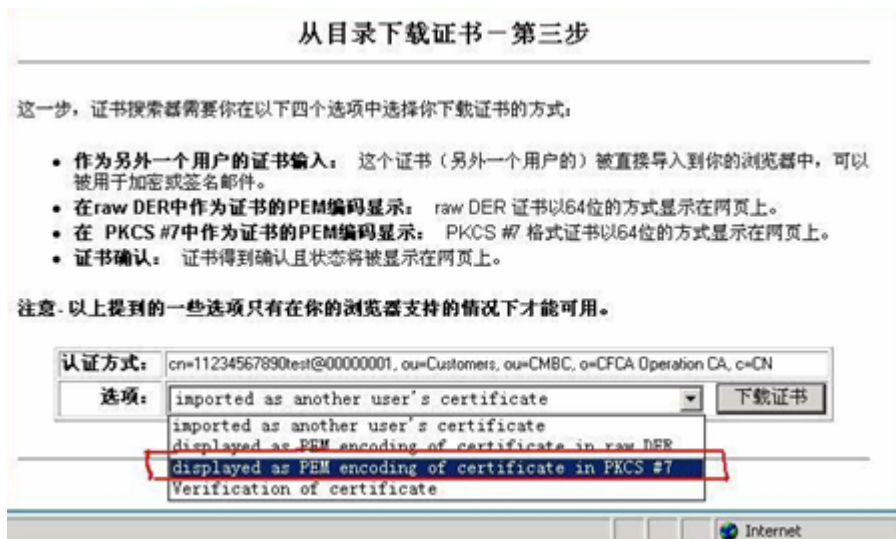 从目录下载证书－第三步
这一步，证书搜索器需要你在以下四个选项中选择你下载证书的方式：
• 作为另外一个用户的证书输入： 这个证书（另外一个用户的）被直接导入到你的浏览器中，可以
被用于加密或签名邮件。
• 在raw DER中作为证书的PEM编码显示： raw DER 证书以64位的方式显示在网页上。
• 在 PKCS #7中作为证书的PEM编码显示： PKCS #7 格式证书以64位的方式显示在网页上。
• 证书确认： 证书得到确认且状态将被显示在网页上。
注意-以上提到的一些选项只有在你的浏览器支持的情况下才能可用。
认证方式： cn=11234567890test@00000001, ou=Customers, ou=CMBC, o=CFCA Operation CA, c=CN
选项： imported as another user's certificate 下载证书
imported as another user's certificate
displayed as PEM encoding of certificate in raw DER
displayed as PEM encoding of certificate in PKCS #7
Verification of certificate
Internet